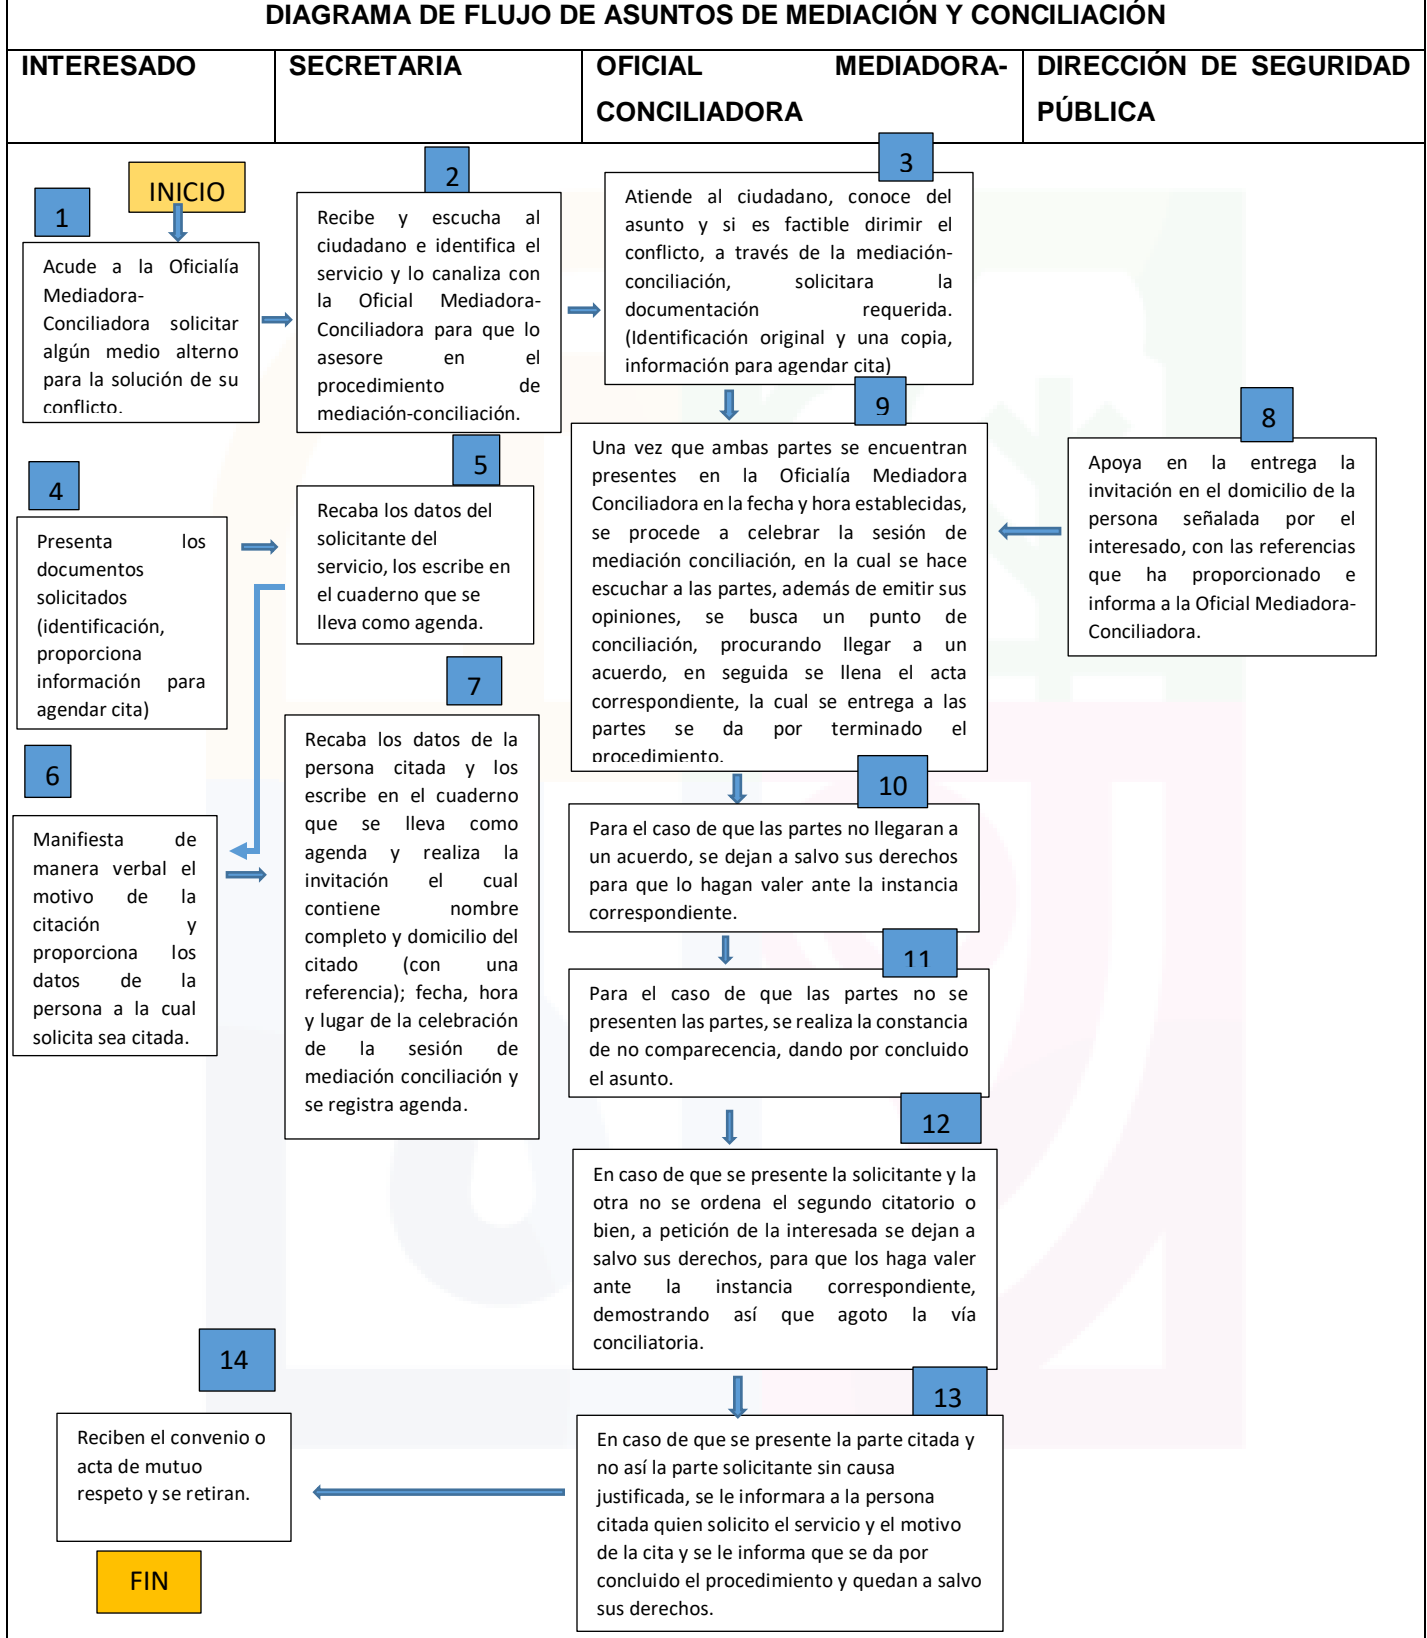 DIAGRAMA DE FLUJO DE ASUNTOS DE MEDIACIÓN Y CONCILIACIÓN
INTERESADO
SECRETARIA
OFICIAL MEDIADORA-
CONCILIADORA
DIRECCIÓN DE SEGURIDAD
PÚBLICA
INICIO
1
Acude a la Oficialía
Mediadora-
Conciliadora solicitar
algún medio alterno
para la solución de su
conflicto.
2
Recibe y escucha al
ciudadano e identifica el
servicio y lo canaliza con
la Oficial Mediadora-
Conciliadora para que lo
asesore en el
procedimiento de
mediación-conciliación.
3
Atiende al ciudadano, conoce del
asunto y si es factible dirimir el
conflicto, a través de la mediación-
conciliación, solicitara la
documentación requerida.
(Identificación original y una copia,
información para agendar cita)
4
Presenta los
documentos
solicitados
(identificación,
proporciona
información para
agendar cita)
5
Recaba los datos del
solicitante del
servicio, los escribe en
el cuaderno que se
lleva como agenda.
6
Manifiesta de
manera verbal el
motivo de la
citación y
proporciona los
datos de la
persona a la cual
solicita sea citada.
7
Recaba los datos de la
persona citada y los
escribe en el cuaderno
que se lleva como
agenda y realiza la
invitación el cual
contiene nombre
completo y domicilio del
citado (con una
referencia); fecha, hora
y lugar de la celebración
de la sesión de
mediación conciliación y
se registra agenda.
8
Apoya en la entrega la
invitación en el domicilio de la
persona señalada por el
interesado, con las referencias
que ha proporcionado e
informa a la Oficial Mediadora-
Conciliadora.
9
Una vez que ambas partes se encuentran
presentes en la Oficialía Mediadora
Conciliadora en la fecha y hora establecidas,
se procede a celebrar la sesión de
mediación conciliación, en la cual se hace
escuchar a las partes, además de emitir sus
opiniones, se busca un punto de
conciliación, procurando llegar a un
acuerdo, en seguida se llena el acta
correspondiente, la cual se entrega a las
partes se da por terminado el
procedimiento.
10
Para el caso de que las partes no llegaran a
un acuerdo, se dejan a salvo sus derechos
para que lo hagan valer ante la instancia
correspondiente.
11
Para el caso de que las partes no se
presenten las partes, se realiza la constancia
de no comparecencia, dando por concluido
el asunto.
12
En caso de que se presente la solicitante y la
otra no se ordena el segundo citatorio o
bien, a petición de la interesada se dejan a
salvo sus derechos, para que los haga valer
ante la instancia correspondiente,
demostrando así que agoto la vía
conciliatoria.
13
En caso de que se presente la parte citada y
no así la parte solicitante sin causa
justificada, se le informara a la persona
citada quien solicito el servicio y el motivo
de la cita y se le informa que se da por
concluido el procedimiento y quedan a salvo
sus derechos.
14
Reciben el convenio o
acta de mutuo
respeto y se retiran.
FIN